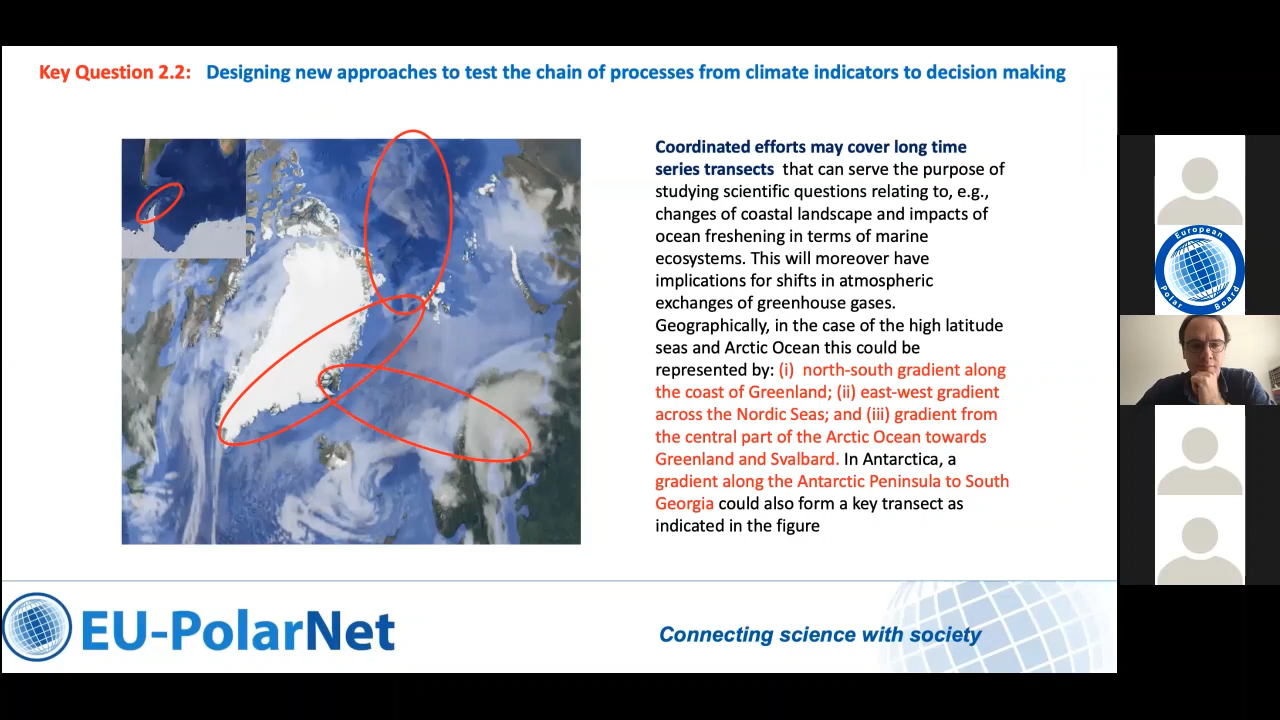 Key Question 2.2: Designing new approaches to test the chain of processes from climate indicators to decision making
Coordinated efforts may cover long time
series transects that can serve the purpose of
studying scientific questions relating to, e.g.,
changes of coastal landscape and impacts of
ocean freshening in terms of marine
ecosystems. This will moreover have
implications for shifts in atmospheric
exchanges of greenhouse gases.
Geographically, in the case of the high latitude
seas and Arctic Ocean this could be
represented by: (i) north-south gradient along
the coast of Greenland; (ii) east-west gradient
across the Nordic Seas; and (iii) gradient from
the central part of the Arctic Ocean towards
Greenland and Svalbard. In Antarctica, a
gradient along the Antarctic Peninsula to South
Georgia could also form a key transect as
indicated in the figure
EU-PolarNet
Connecting science with society
European
Polar Board